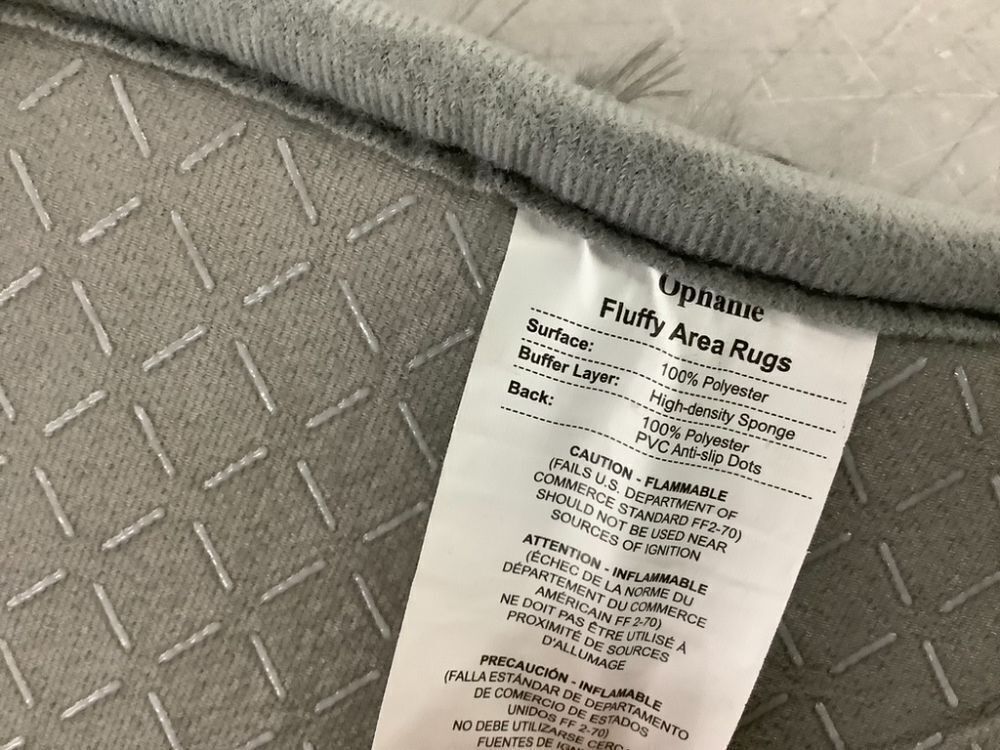 Ophanie
Fluffy Area Rugs
Surface: 100% Polyester
Buffer Layer: High-density Sponge
Back: 100% Polyester
PVC Anti-slip Dots
CAUTION - FLAMMABLE
(FAILS U.S. DEPARTMENT OF
COMMERCE STANDARD FF2-70)
SHOULD NOT BE USED NEAR
SOURCES OF IGNITION
ATTENTION - INFLAMMABLE
(ÉCHEC DE LA NORME DU
DÉPARTEMENT DU COMMERCE
AMÉRICAIN FF 2-70)
NE DOIT PAS ÊTRE UTILISÉ À
PROXIMITÉ DE SOURCES
D'ALLUMAGE
PRECAUCIÓN - INFLAMABLE
(FALLA ESTÁNDAR DE DEPARTAMENTO
DE COMERCIO DE ESTADOS
UNIDOS FF 2-70)
NO DEBE UTILIZARSE CERCA
FUENTES DE